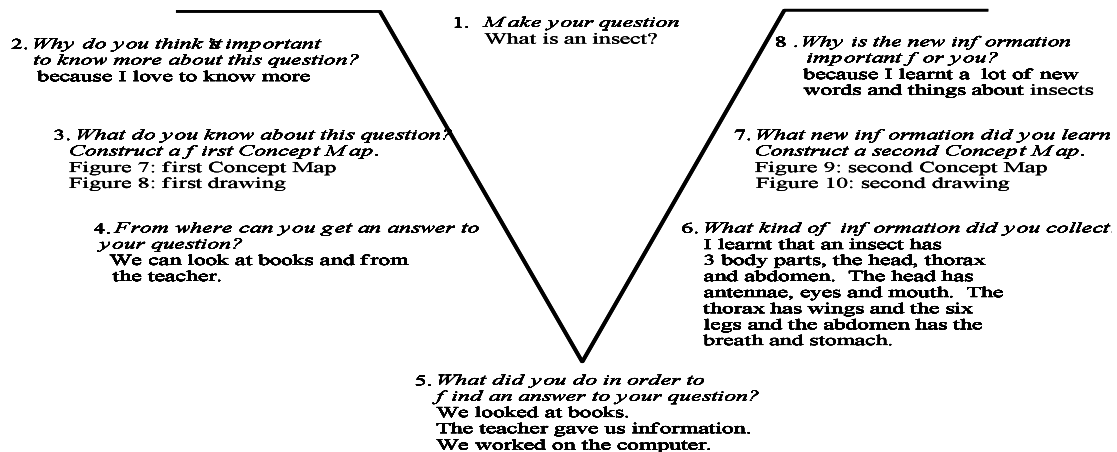 1. Make your question
What is an insect?
2. Why do you think important
to know more about this question?
because I love to know more
3. What do you know about this question?
Construct a first Concept Map.
Figure 7: first Concept Map
Figure 8: first drawing
4. From where can you get an answer to
your question?
We can look at books and from
the teacher.
5. What did you do in order to
find an answer to your question?
We looked at books.
The teacher gave us information.
We worked on the computer.
6. What kind of information did you collect
I learnt that an insect has
3 body parts, the head, thorax
and abdomen. The head has
antennae, eyes and mouth. The
thorax has wings and the six
legs and the abdomen has the
breath and stomach.
7. What new information did you learn
Construct a second Concept Map.
Figure 9: second Concept Map
Figure 10: second drawing
8. Why is the new information
important for you?
because I learnt a lot of new
words and things about insects